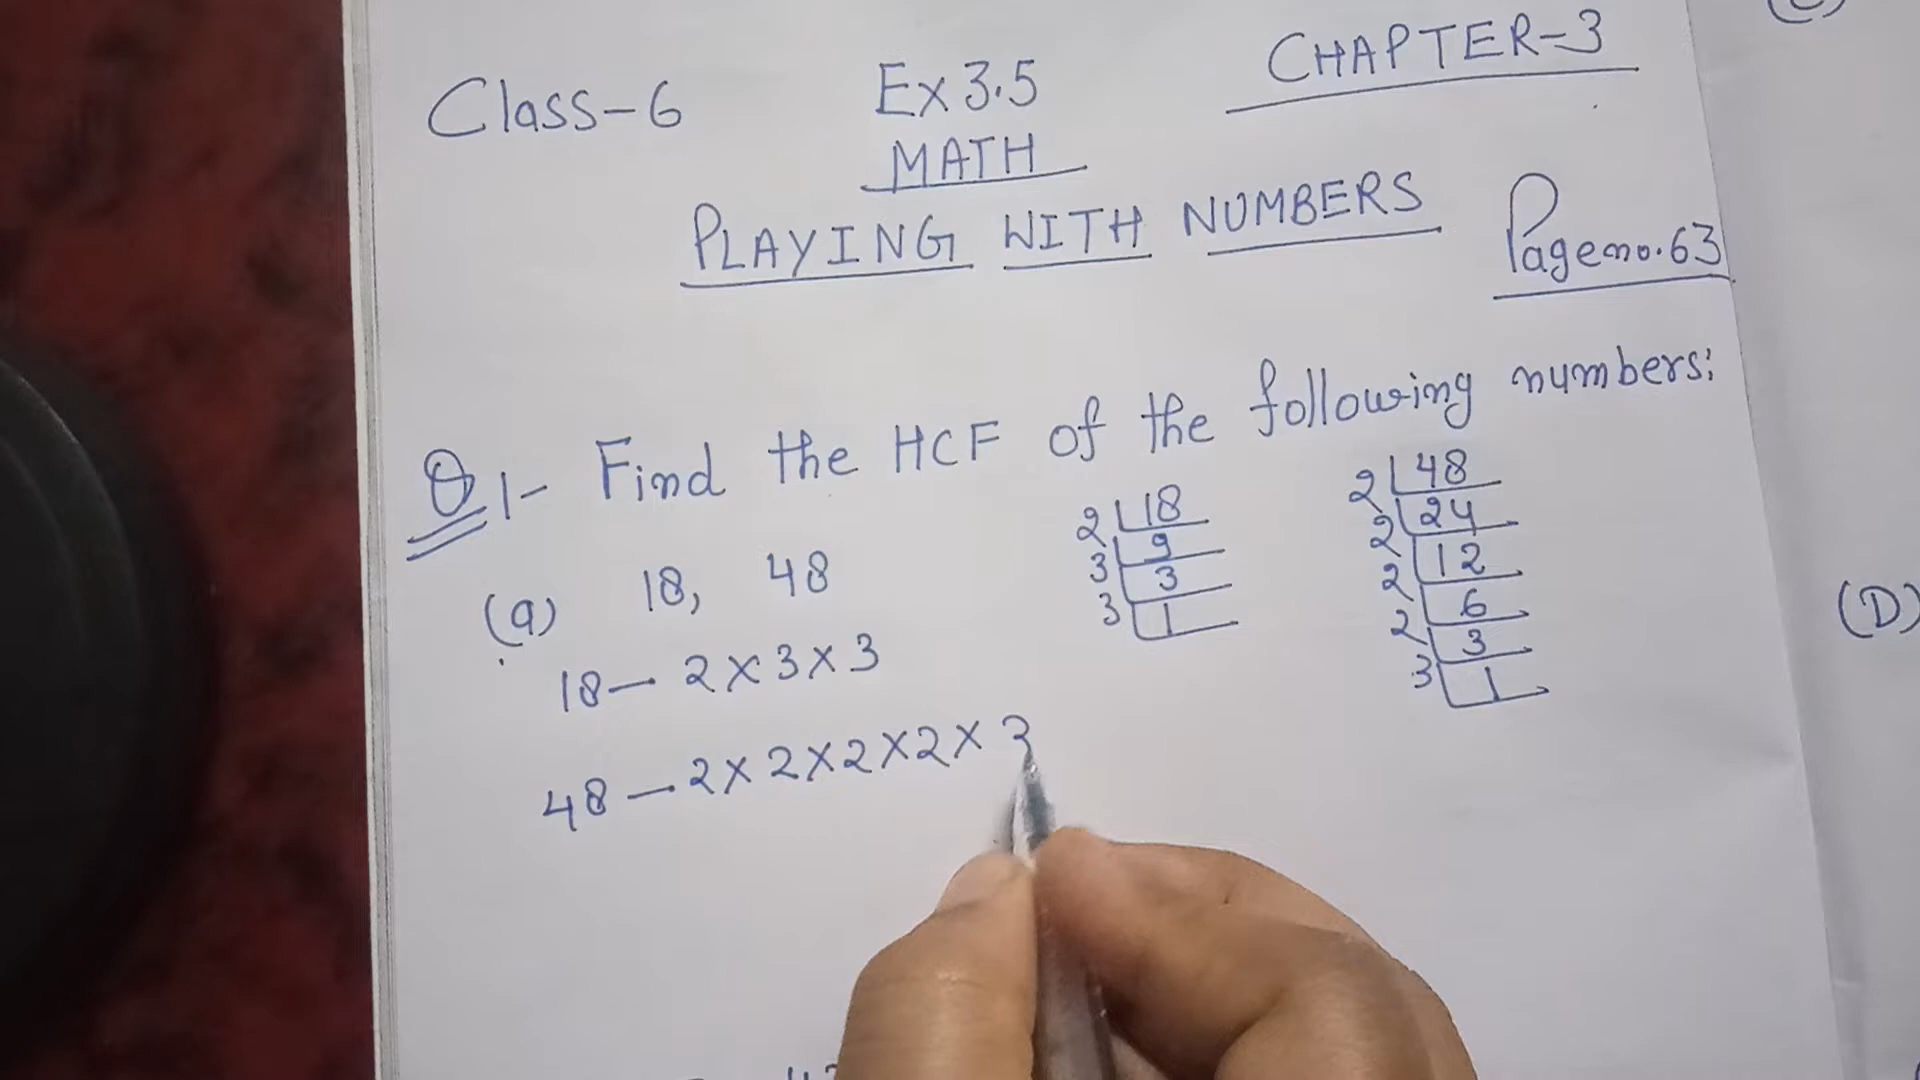 Class-6 Ex 3.5 CHAPTER-3
MATH
PLAYING WITH NUMBERS Page no. 63
Q 1- Find the HCF of the following numbers:
(a) 18, 48
18 — 2 × 3 × 3
48 — 2 × 2 × 2 × 2 × 3
2 | 18
3 | 9
3 | 3
1
2 | 48
2 | 24
2 | 12
2 | 6
3 | 3
1
(D)